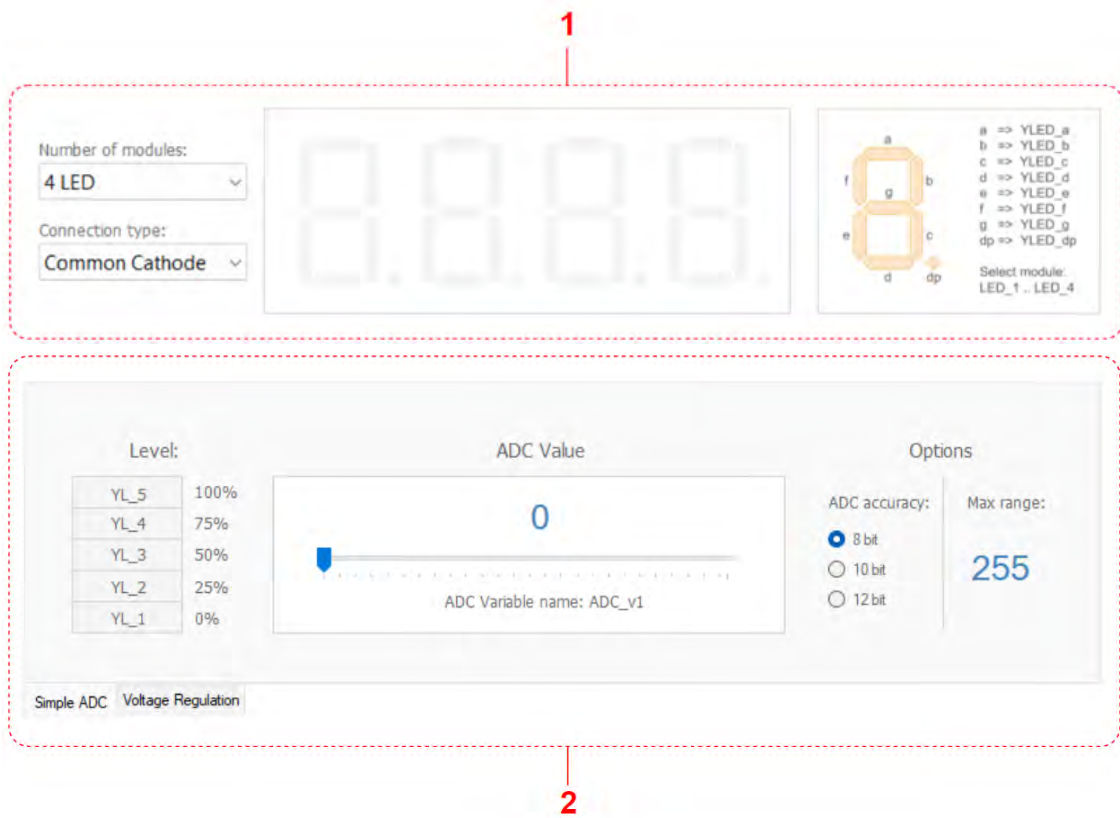 1
Number of modules:
4 LED
Connection type:
Common Cathode
a
b
c
d
e
f
g
dp
a => YLED_a
b => YLED_b
c => YLED_c
d => YLED_d
e => YLED_e
f => YLED_f
g => YLED_g
dp => YLED_dp
Select module:
LED_1 .. LED_4
Level:
YL_5 100%
YL_4 75%
YL_3 50%
YL_2 25%
YL_1 0%
ADC Value
0
ADC Variable name: ADC_v1
Options
ADC accuracy:
8 bit
10 bit
12 bit
Max range:
255
Simple ADC Voltage Regulation
2